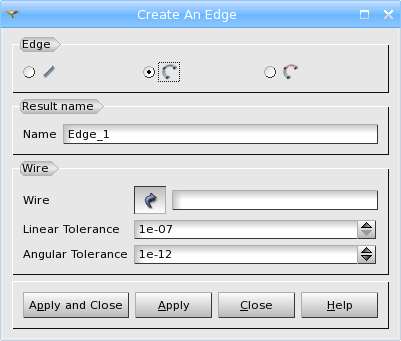 Create An Edge
Edge
Result name
Name Edge_1
Wire
Wire
Linear Tolerance 1e-07
Angular Tolerance 1e-12
Apply and Close Apply Close Help